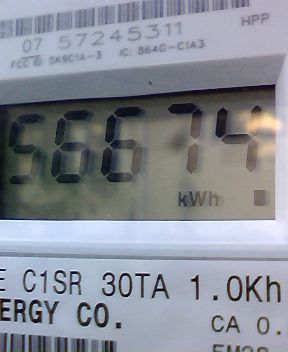 HPP
07 57245311
FCC ID: SK9C1A-3 IC: 864G-C1A3
56674
kWh
E C1SR 30TA 1.0Kh
ERGY CO.
CA 0.